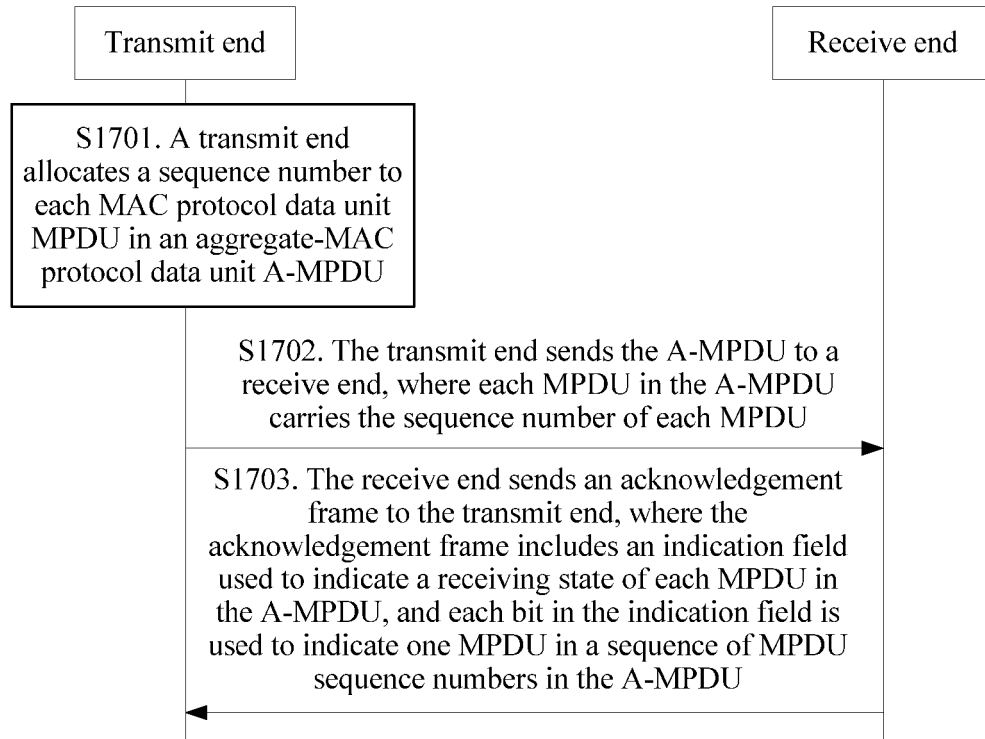 Transmit end
Receive end
S1701. A transmit end
allocates a sequence number to
each MAC protocol data unit
MPDU in an aggregate-MAC
protocol data unit A-MPDU
S1702. The transmit end sends the A-MPDU to a
receive end, where each MPDU in the A-MPDU
carries the sequence number of each MPDU
S1703. The receive end sends an acknowledgement
frame to the transmit end, where the
acknowledgement frame includes an indication field
used to indicate a receiving state of each MPDU in
the A-MPDU, and each bit in the indication field is
used to indicate one MPDU in a sequence of MPDU
sequence numbers in the A-MPDU